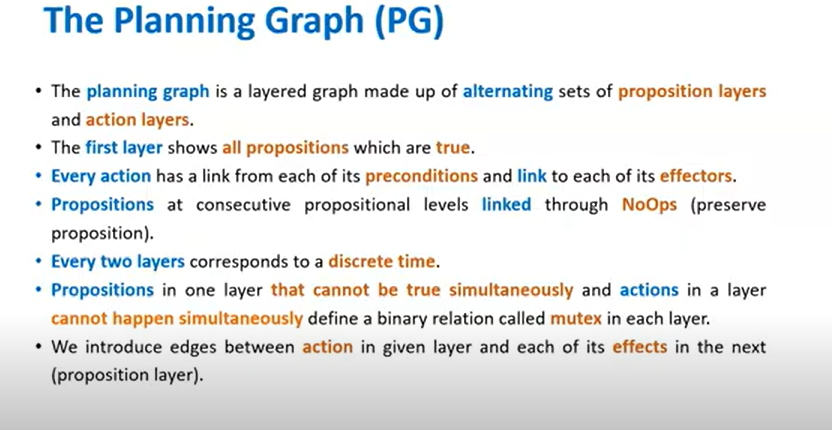 The Planning Graph (PG)
• The planning graph is a layered graph made up of alternating sets of proposition layers
and action layers.
• The first layer shows all propositions which are true.
• Every action has a link from each of its preconditions and link to each of its effectors.
• Propositions at consecutive propositional levels linked through NoOps (preserve
proposition).
• Every two layers corresponds to a discrete time.
• Propositions in one layer that cannot be true simultaneously and actions in a layer
cannot happen simultaneously define a binary relation called mutex in each layer.
• We introduce edges between action in given layer and each of its effects in the next
(proposition layer).